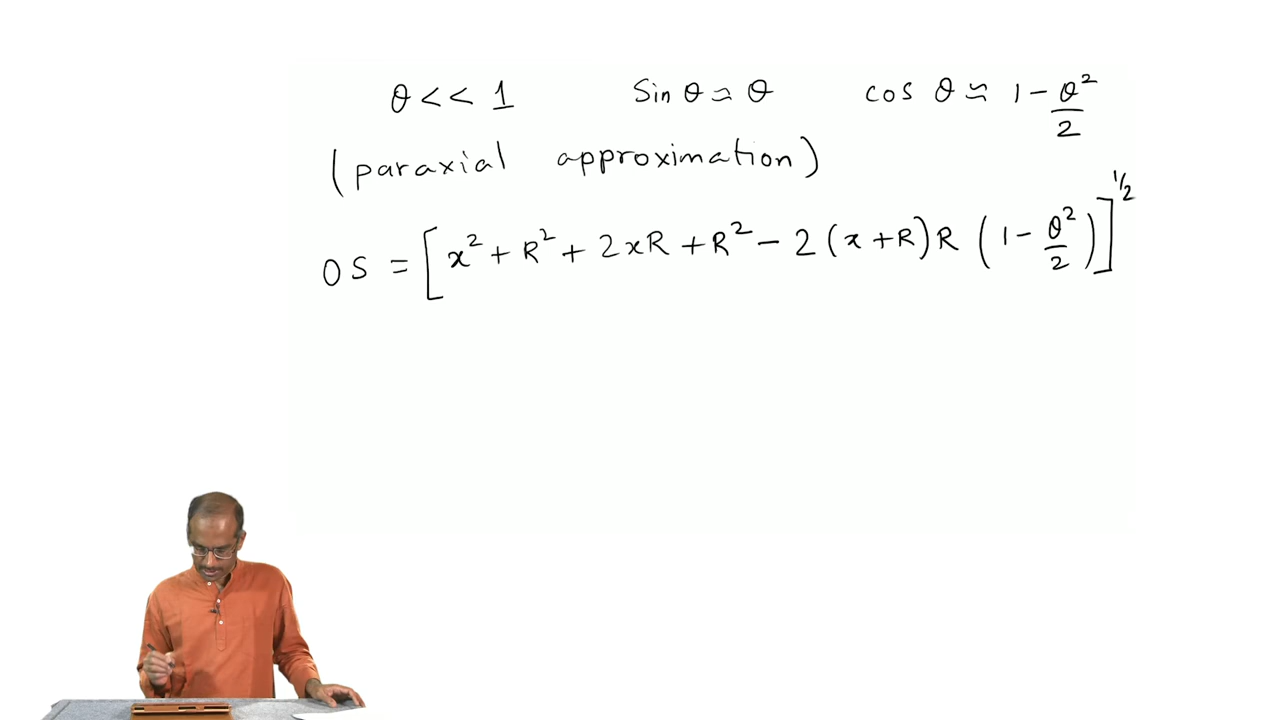 θ << 1 Sin θ ≈ θ cos θ ≈ 1 - θ²/2
(paraxial approximation)
OS = [x² + R² + 2xR + R² - 2(x+R)R (1 - θ²/2)]^1/2